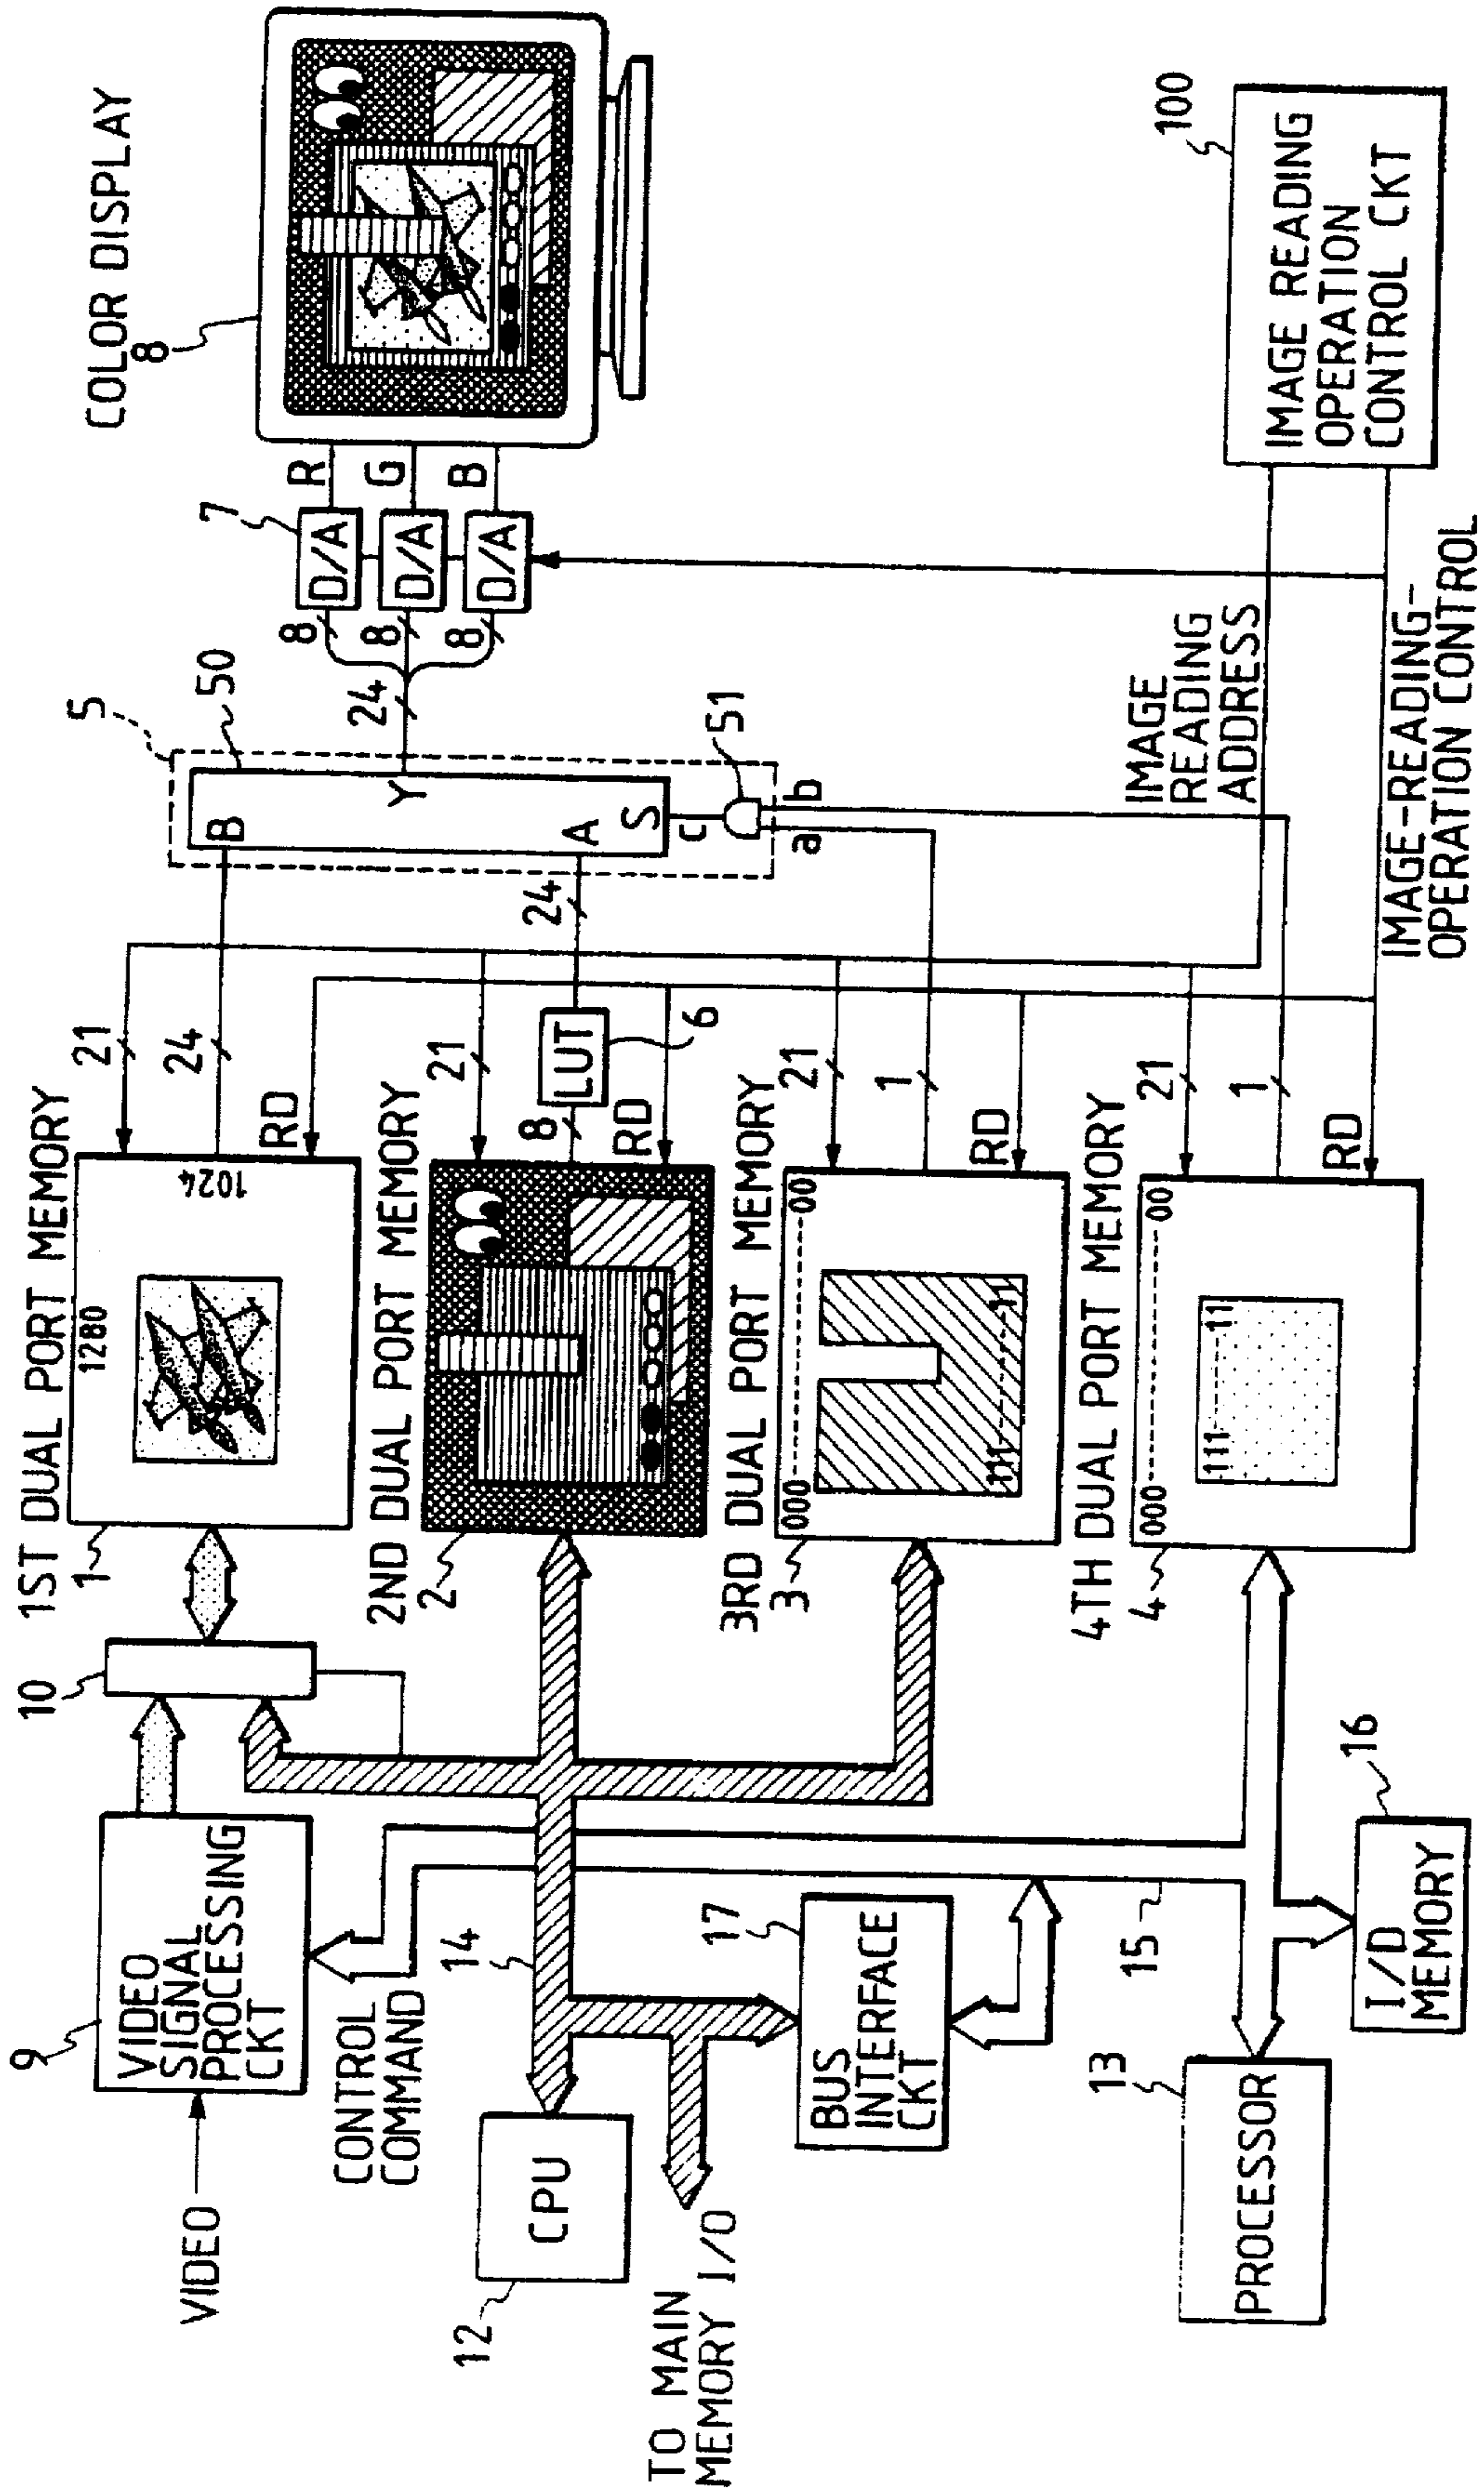 VIDEO
9
VIDEO
SIGNAL
PROCESSING
CKT
CONTROL
COMMAND
10
1ST DUAL PORT MEMORY
1
1280
1024
21
24
RD
2ND DUAL PORT MEMORY
2
21
8
LUT
6
RD
24
3RD DUAL PORT MEMORY
3
000-----------00
111-----11
21
1
RD
4TH DUAL PORT MEMORY
4
000-----------00
111-----11
21
1
RD
5
50
B
Y
A
S
c
51
a
b
24
8
8
8
7
D/A
D/A
D/A
R
G
B
COLOR DISPLAY
8
IMAGE
READING
ADDRESS
IMAGE-READING-
OPERATION CONTROL
100
IMAGE READING
OPERATION
CONTROL CKT
12
CPU
14
TO MAIN
MEMORY I/O
17
BUS
INTERFACE
CKT
15
13
PROCESSOR
16
I/D
MEMORY